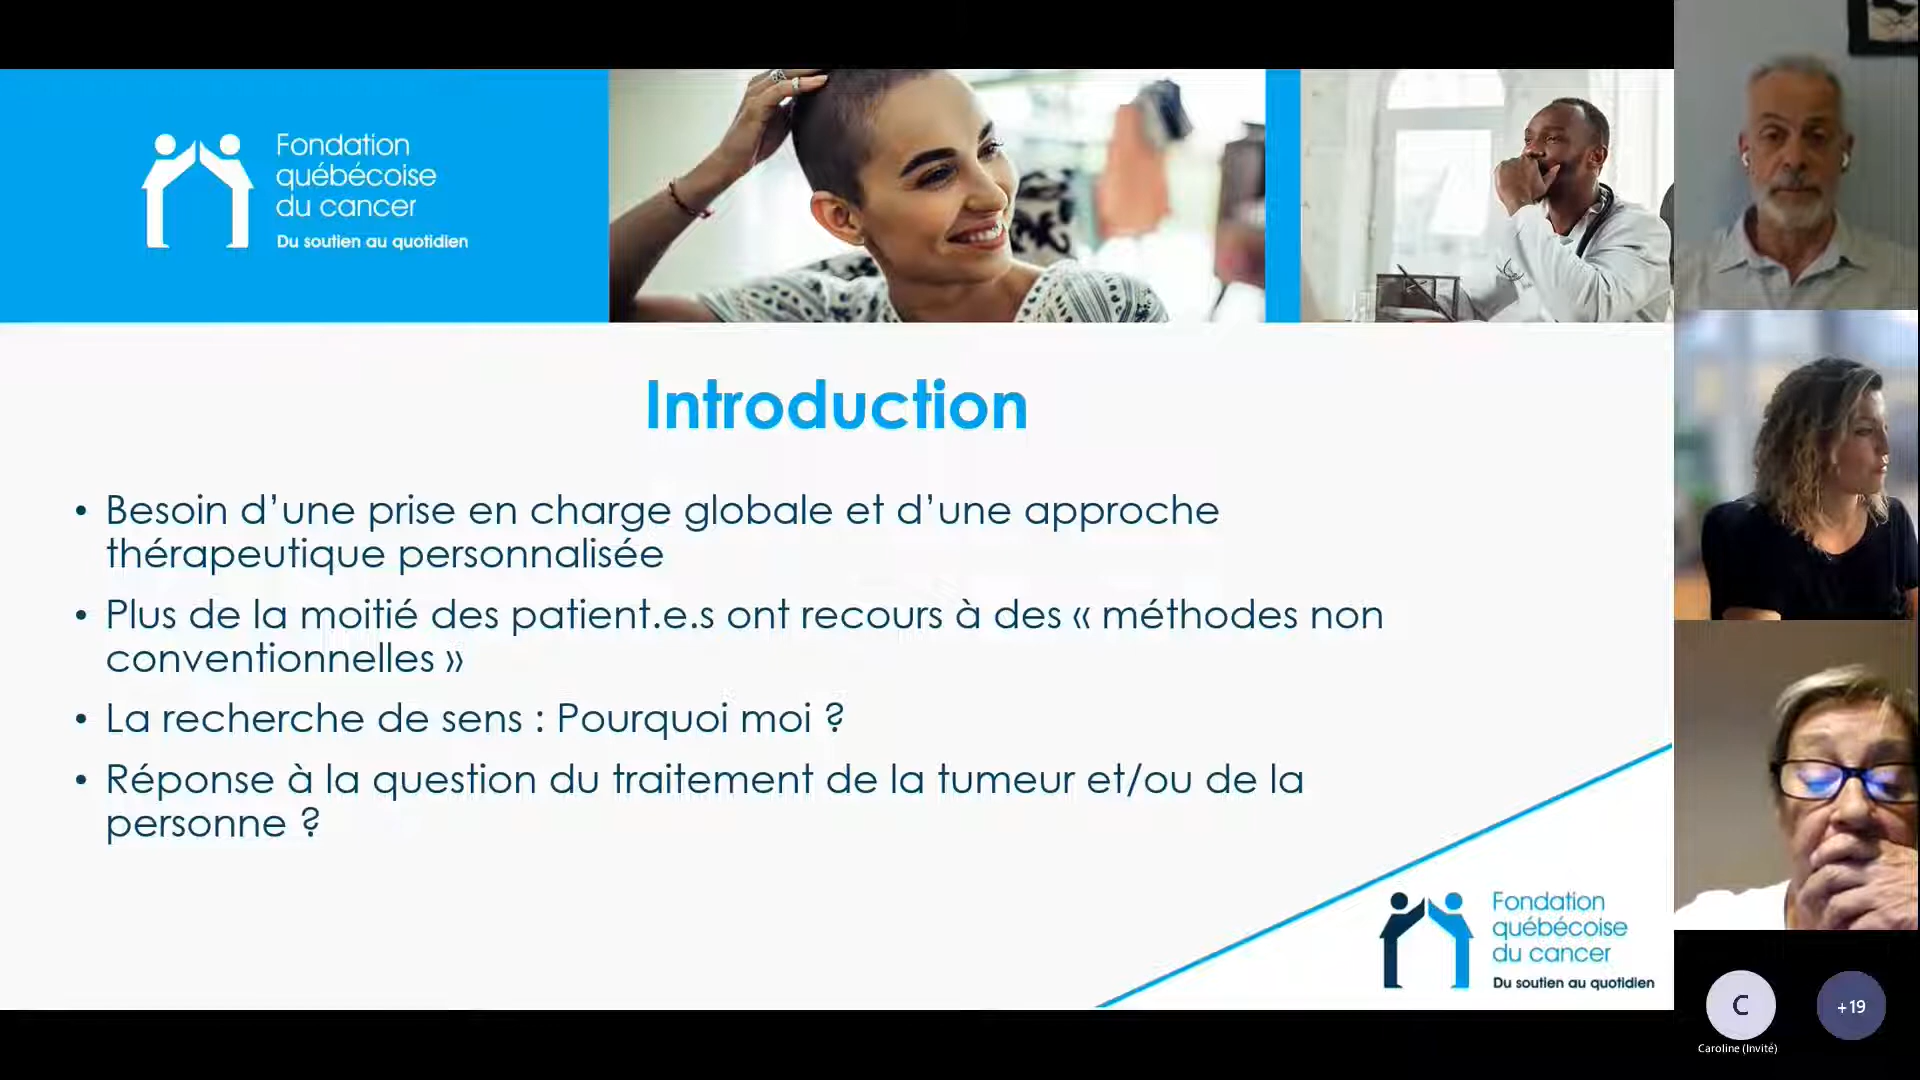 Fondation
québécoise
du cancer
Du soutien au quotidien
Introduction
• Besoin d’une prise en charge globale et d’une approche
thérapeutique personnalisée
• Plus de la moitié des patient.e.s ont recours à des « méthodes non
conventionnelles »
• La recherche de sens : Pourquoi moi ?
• Réponse à la question du traitement de la tumeur et/ou de la
personne ?
Fondation
québécoise
du cancer
Du soutien au quotidien
C
+19
Caroline (Invité)